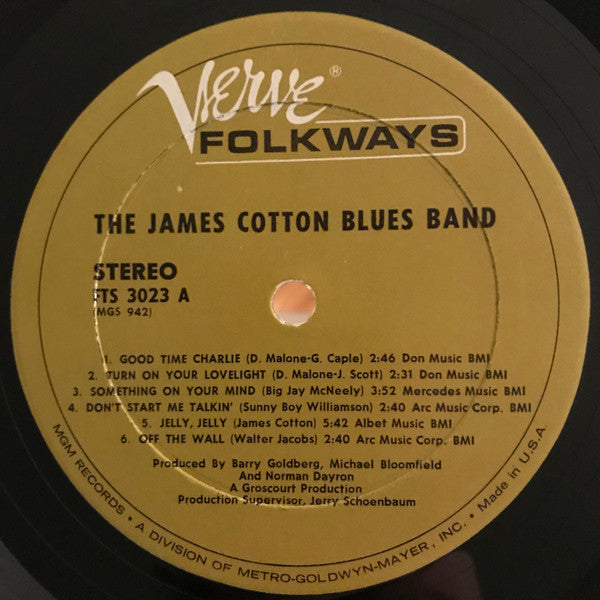 Verve®
FOLKWAYS
THE JAMES COTTON BLUES BAND
STEREO
FTS 3023 A
(MGS 942)
1. GOOD TIME CHARLIE (D. Malone-G. Caple) 2:46 Don Music BMI
2. TURN ON YOUR LOVELIGHT (D. Malone-J. Scott) 2:31 Don Music BMI
3. SOMETHING ON YOUR MIND (Big Jay McNeely) 3:52 Mercedes Music BMI
4. DON'T START ME TALKIN' (Sunny Boy Williamson) 2:40 Arc Music Corp. BMI
5. JELLY, JELLY (James Cotton) 5:42 Albet Music BMI
6. OFF THE WALL (Walter Jacobs) 2:40 Arc Music Corp. BMI
Produced By Barry Goldberg, Michael Bloomfield
And Norman Dayron
A Groscourt Production
Production Supervisor, Jerry Schoenbaum
MGM RECORDS • A DIVISION OF METRO-GOLDWYN-MAYER, INC. • Made in U.S.A